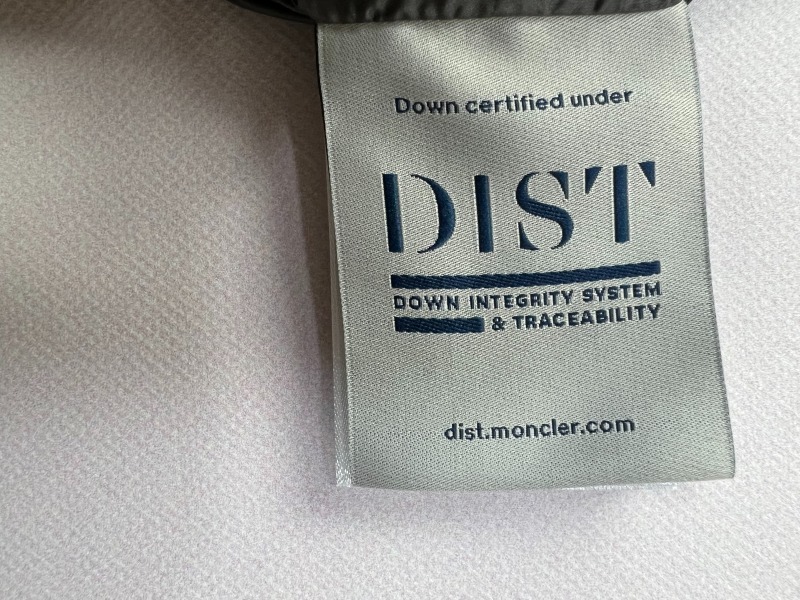 Down certified under
DIST
DOWN INTEGRITY SYSTEM
& TRACEABILITY
dist.moncler.com